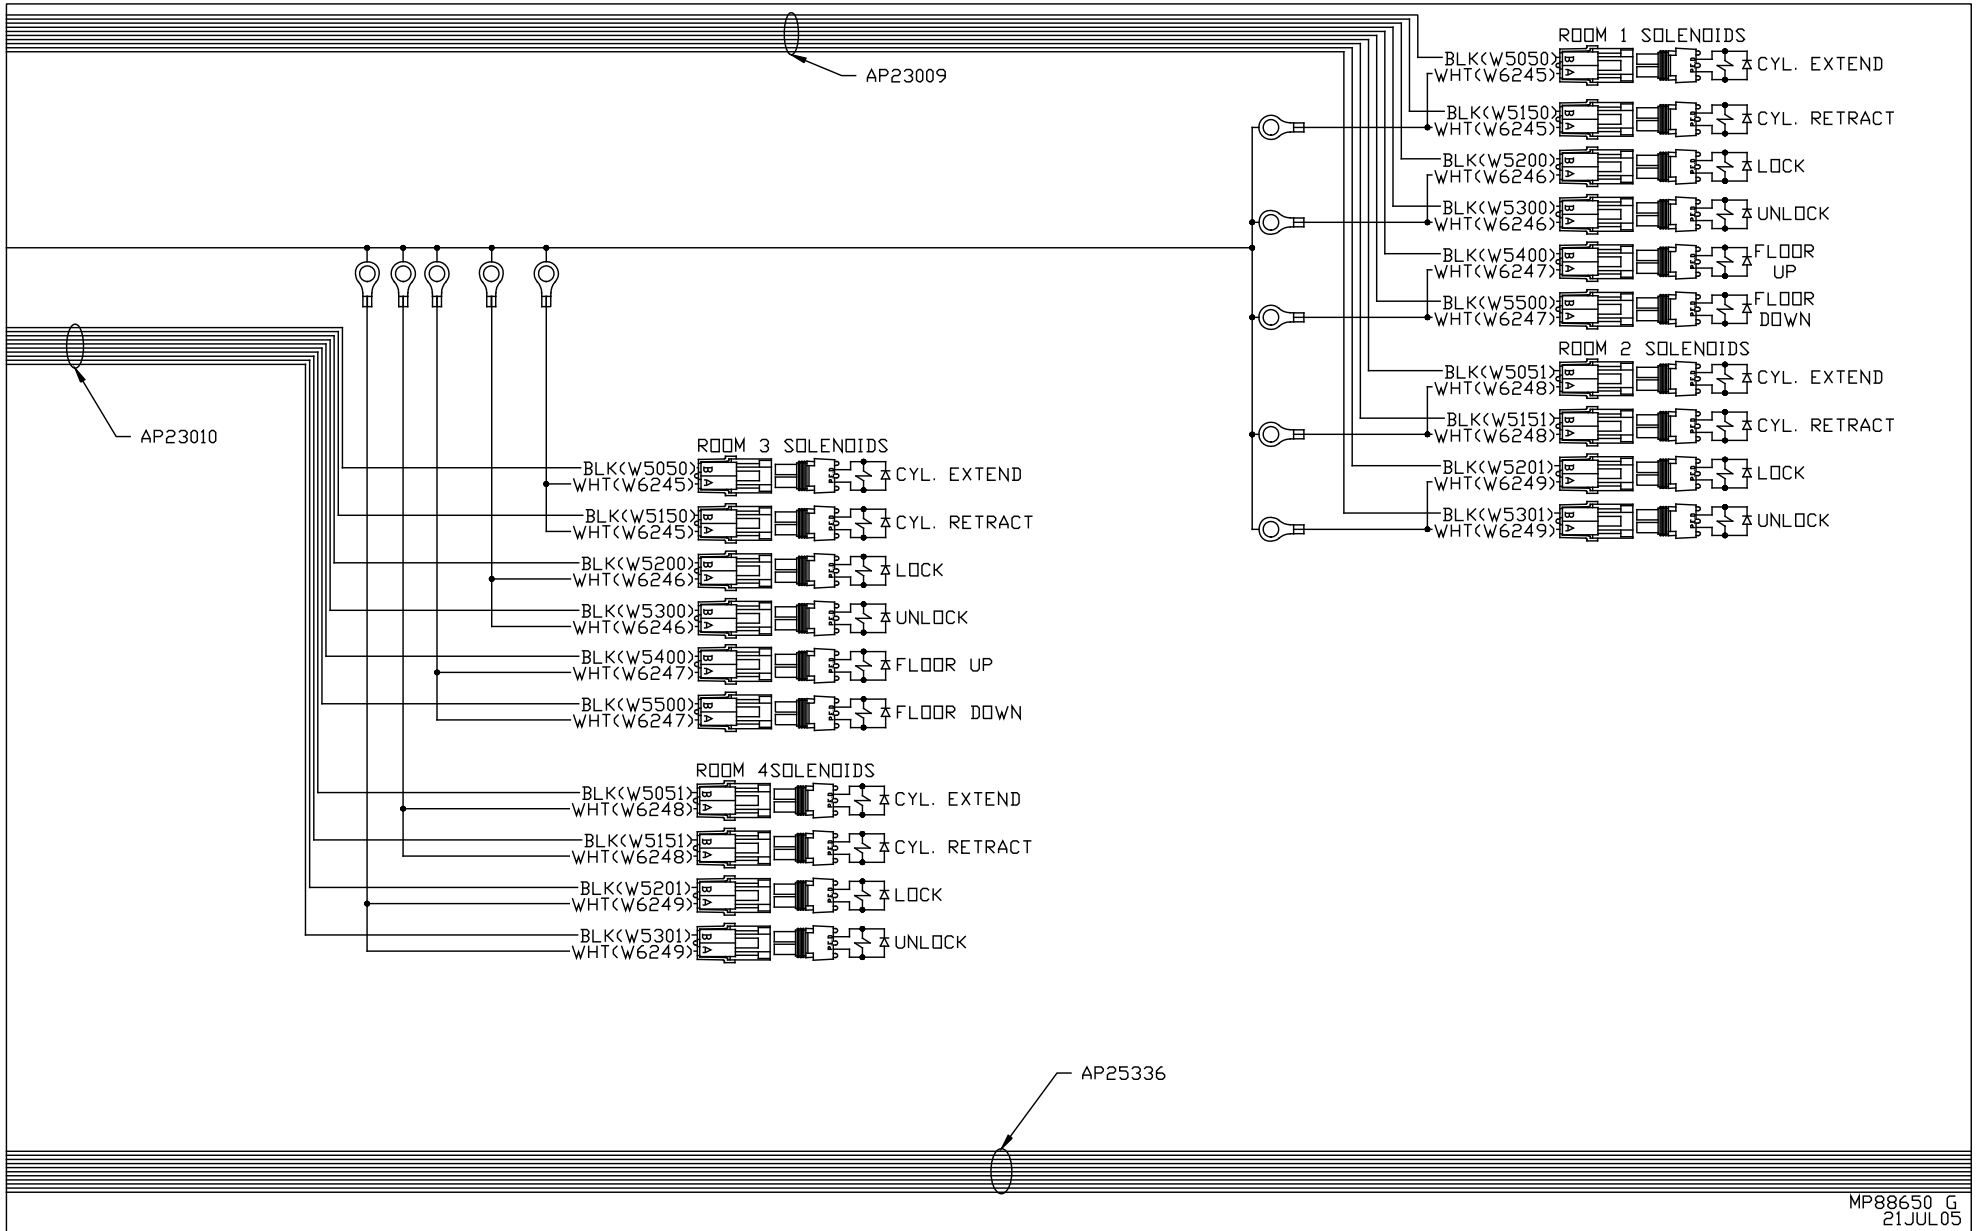 AP23009
ROOM 1 SOLENOIDS
BLK(W5050)
WHT(W6245)
B
A
CYL. EXTEND
BLK(W5150)
WHT(W6245)
B
A
CYL. RETRACT
BLK(W5200)
WHT(W6246)
B
A
LOCK
BLK(W5300)
WHT(W6246)
B
A
UNLOCK
BLK(W5400)
WHT(W6247)
B
A
FLOOR
UP
BLK(W5500)
WHT(W6247)
B
A
FLOOR
DOWN
ROOM 2 SOLENOIDS
BLK(W5051)
WHT(W6248)
B
A
CYL. EXTEND
BLK(W5151)
WHT(W6248)
B
A
CYL. RETRACT
BLK(W5201)
WHT(W6249)
B
A
LOCK
BLK(W5301)
WHT(W6249)
B
A
UNLOCK
AP23010
ROOM 3 SOLENOIDS
BLK(W5050)
WHT(W6245)
B
A
CYL. EXTEND
BLK(W5150)
WHT(W6245)
B
A
CYL. RETRACT
BLK(W5200)
WHT(W6246)
B
A
LOCK
BLK(W5300)
WHT(W6246)
B
A
UNLOCK
BLK(W5400)
WHT(W6247)
B
A
FLOOR UP
BLK(W5500)
WHT(W6247)
B
A
FLOOR DOWN
ROOM 4SOLENOIDS
BLK(W5051)
WHT(W6248)
B
A
CYL. EXTEND
BLK(W5151)
WHT(W6248)
B
A
CYL. RETRACT
BLK(W5201)
WHT(W6249)
B
A
LOCK
BLK(W5301)
WHT(W6249)
B
A
UNLOCK
AP25336
MP88650 G
21JUL05